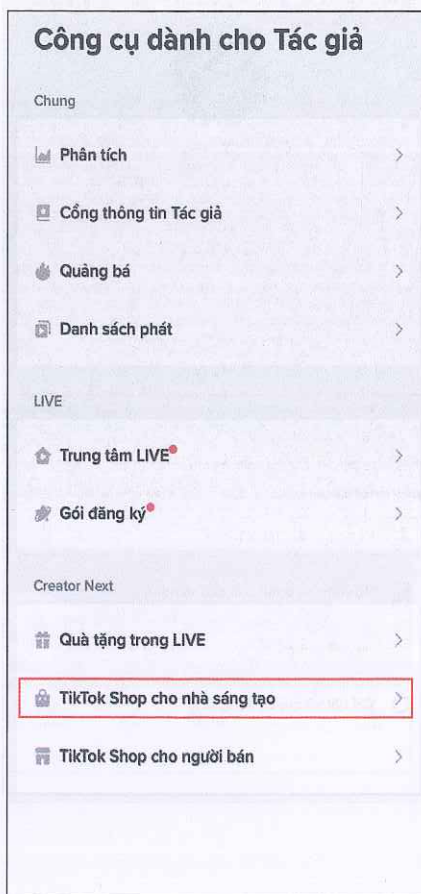 Công cụ dành cho Tác giả
Chung
Phân tích
Cổng thông tin Tác giả
Quảng bá
Danh sách phát
LIVE
Trung tâm LIVE
Gói đăng ký
Creator Next
Quà tặng trong LIVE
TikTok Shop cho nhà sáng tạo
TikTok Shop cho người bán